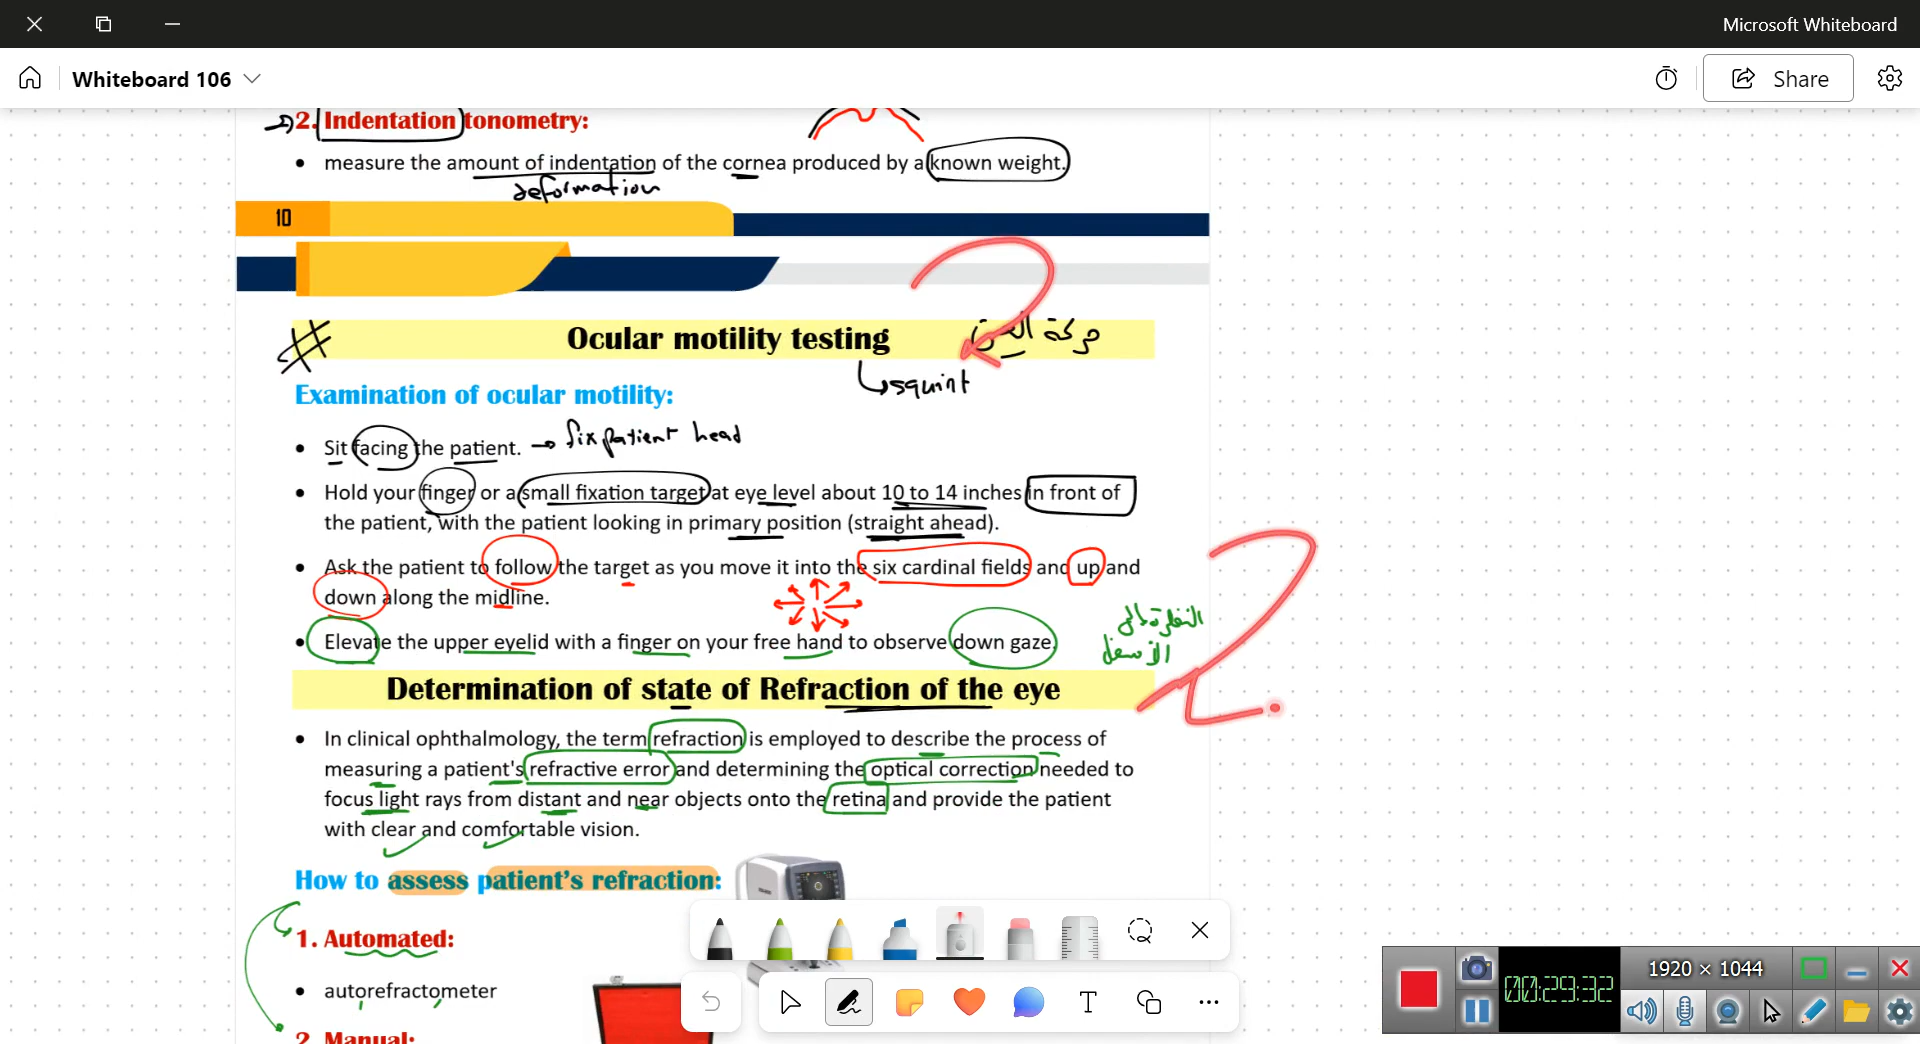 Microsoft Whiteboard
Whiteboard 106
Share
2. Indentation tonometry:
measure the amount of indentation of the cornea produced by a known weight.
deformation
10
Ocular motility testing
حركة العين
squint
Examination of ocular motility:
Sit facing the patient. → fix patient head
Hold your finger or a small fixation target at eye level about 10 to 14 inches in front of
the patient, with the patient looking in primary position (straight ahead).
Ask the patient to follow the target as you move it into the six cardinal fields and up and
down along the midline.
Elevate the upper eyelid with a finger on your free hand to observe down gaze.
Determination of state of Refraction of the eye
In clinical ophthalmology, the term refraction is employed to describe the process of
measuring a patient's refractive error and determining the optical correction needed to
focus light rays from distant and near objects onto the retina and provide the patient
with clear and comfortable vision.
How to assess patient's refraction:
1. Automated:
autorefractometer
2. Manual:
1920 × 1044
00:29:32